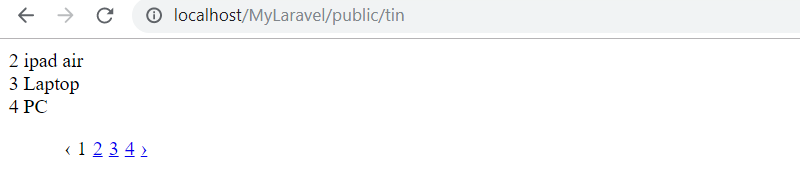 localhost/MyLaravel/public/tin
2 ipad air
3 Laptop
4 PC
‹ 1 2 3 4 ›